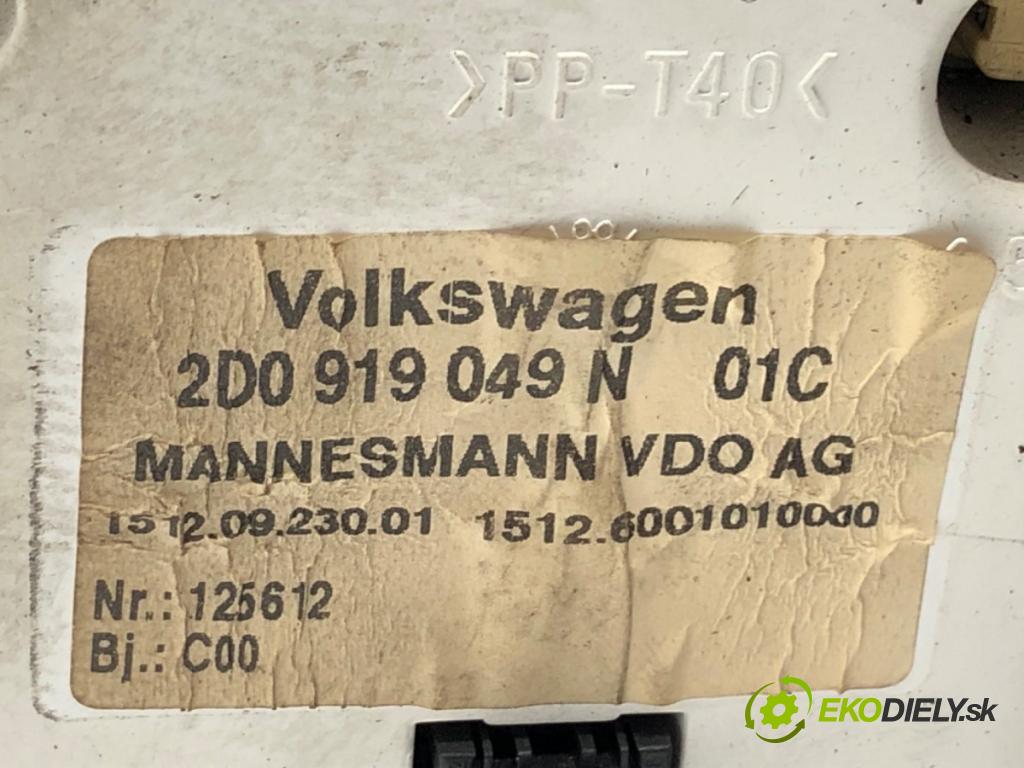 >PP-T40<
Volkswagen
2D0 919 049 N 01C
MANNESMANN VDO AG
1512.09.230.01 1512.6001010000
Nr.: 125612
Bj.: C00
EKODIELY.sk